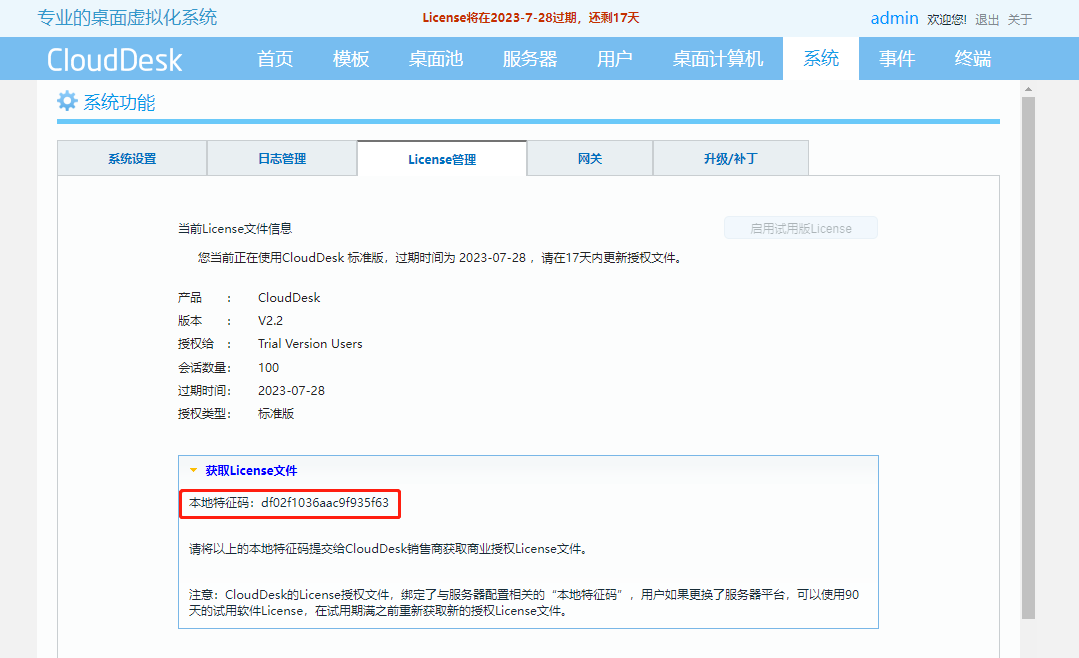 专业的桌面虚拟化系统
License将在2023-7-28过期，还剩17天
admin 欢迎您! 退出 关于
CloudDesk 首页 模板 桌面池 服务器 用户 桌面计算机 系统 事件 终端
系统功能
系统设置 日志管理 License管理 网关 升级/补丁
当前License文件信息 启用试用版License
您当前正在使用CloudDesk 标准版，过期时间为 2023-07-28 ，请在17天内更新授权文件。
产品 : CloudDesk
版本 : V2.2
授权给 : Trial Version Users
会话数量: 100
过期时间: 2023-07-28
授权类型: 标准版
获取License文件
本地特征码：df02f1036aac9f935f63
请将以上的本地特征码提交给CloudDesk销售商获取商业授权License文件。
注意：CloudDesk的License授权文件，绑定了与服务器配置相关的“本地特征码”，用户如果更换了服务器平台，可以使用90
天的试用软件License，在试用期满之前重新获取新的授权License文件。